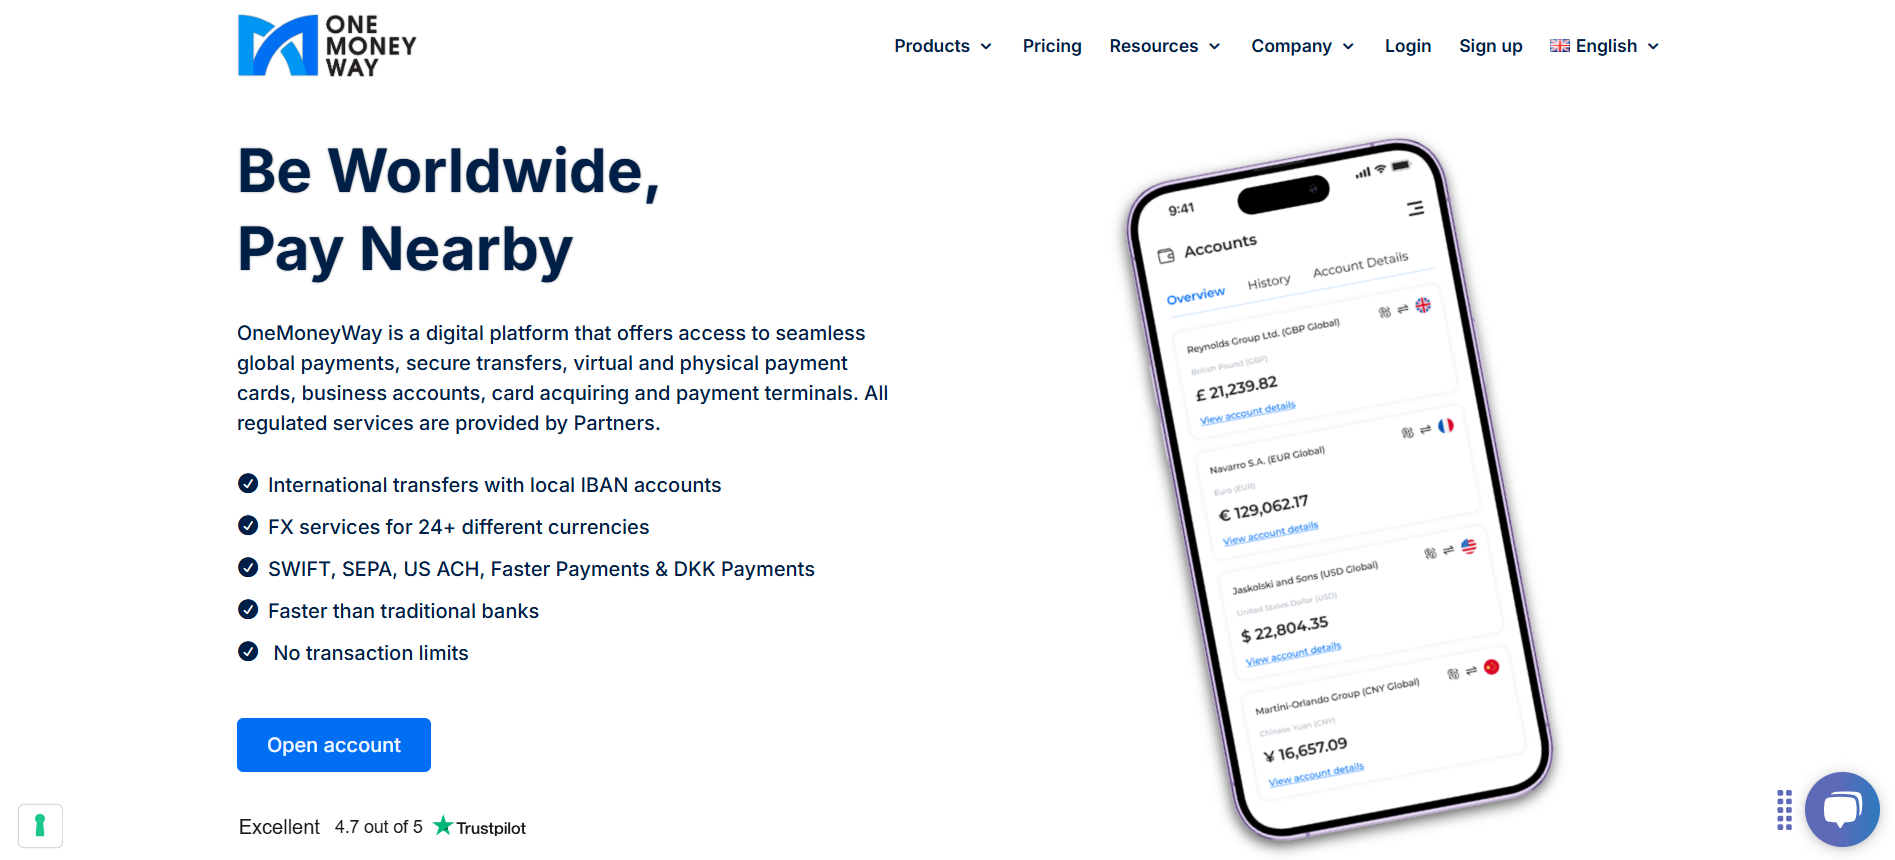 ONE
MONEY
WAY
Products
Pricing
Resources
Company
Login
Sign up
English
Be Worldwide,
Pay Nearby
OneMoneyWay is a digital platform that offers access to seamless
global payments, secure transfers, virtual and physical payment
cards, business accounts, card acquiring and payment terminals. All
regulated services are provided by Partners.
International transfers with local IBAN accounts
FX services for 24+ different currencies
SWIFT, SEPA, US ACH, Faster Payments & DKK Payments
Faster than traditional banks
No transaction limits
Open account
Excellent 4.7 out of 5 Trustpilot
9:41
Accounts
Overview History Account Details
Reynolds Group Ltd. (GBP Global)
British Pound (GBP)
£ 21,239.82
View account details
Navarro S.A. (EUR Global)
Euro (EUR)
€ 129,062.17
View account details
Jaskolski and Sons (USD Global)
United States Dollar (USD)
$ 22,804.35
View account details
Martini-Orlando Group (CNY Global)
Chinese Yuan (CNY)
¥ 16,657.09
View account details